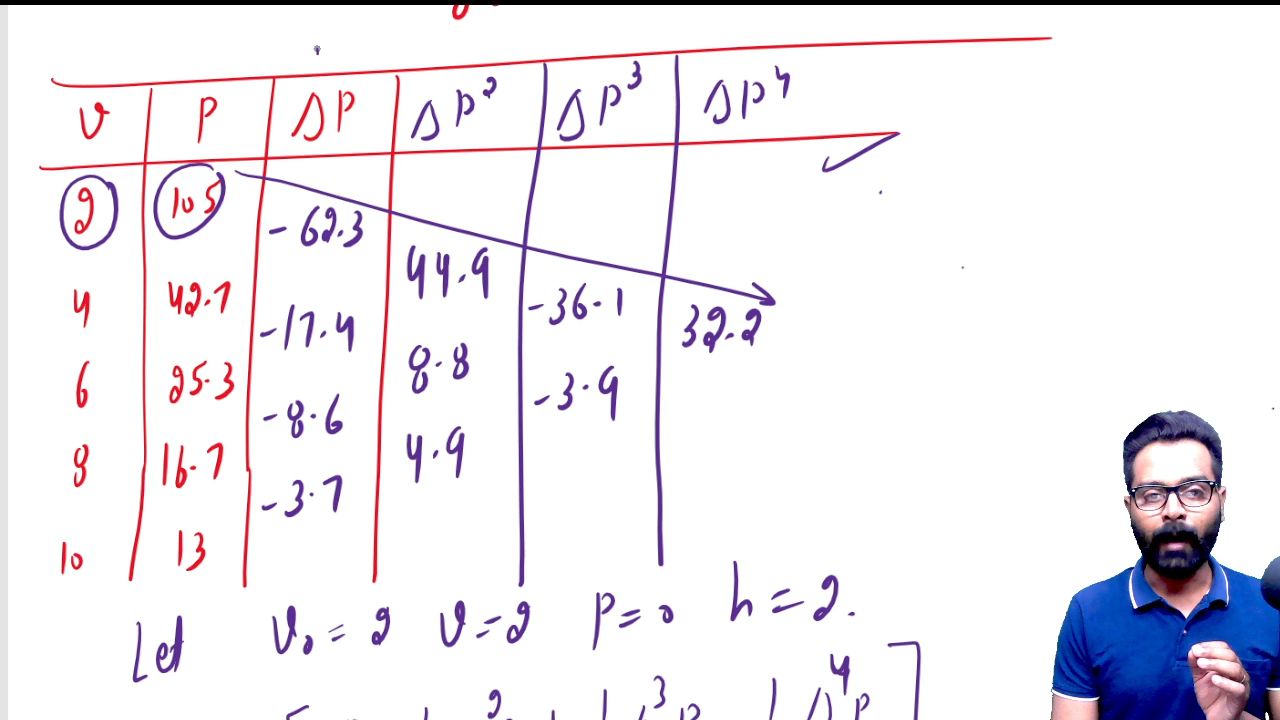 v P ΔP ΔP² ΔP³ ΔP⁴
2 105
-62.3
44.9
4 42.7 -36.1
-17.4 32.2
8.8
6 25.3 -3.9
-8.6
4.9
8 16.7
-3.7
10 13
Let v₀ = 2 v = 2 P = 0 h = 2.
Δ⁴P ]